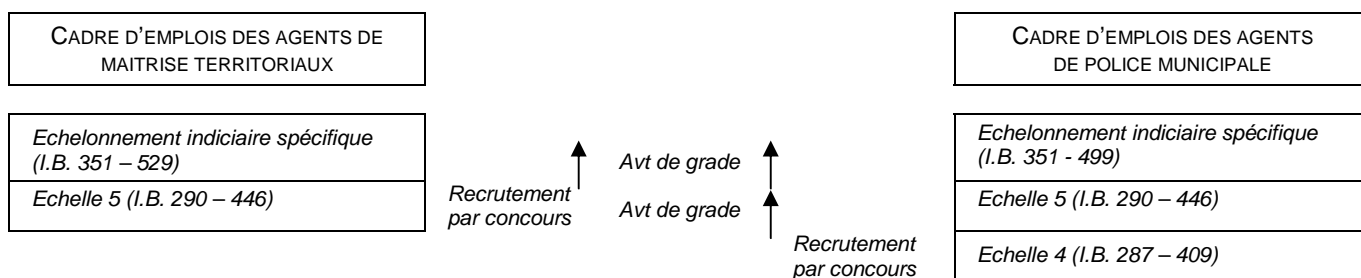 CADRE D'EMPLOIS DES AGENTS DE
MAITRISE TERRITORIAUX
Echelonnement indiciaire spécifique
(I.B. 351 – 529)
Echelle 5 (I.B. 290 – 446)
Recrutement
par concours
Avt de grade
Avt de grade
Recrutement
par concours
CADRE D'EMPLOIS DES AGENTS
DE POLICE MUNICIPALE
Echelonnement indiciaire spécifique
(I.B. 351 - 499)
Echelle 5 (I.B. 290 – 446)
Echelle 4 (I.B. 287 – 409)